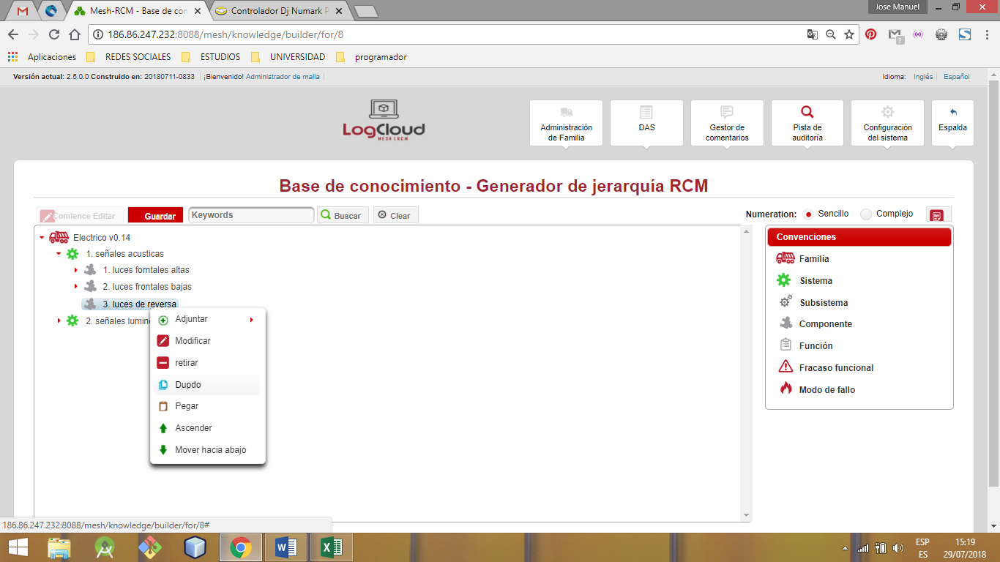 Mesh-RCM - Base de con
Controlador Dj Numark P
Jose Manuel
186.86.247.232:8088/mesh/knowledge/builder/for/8
Aplicaciones REDES SOCIALES ESTUDIOS UNIVERSIDAD programador
Versión actual: 2.5.0.0 Construido en: 20180711-0833 ¡Bienvenido! Administrador de malla
Idioma: Inglés Español
LogCloud
MESH LRCM
Administración
de Familia
DAS
Gestor de
comentarios
Pista de
auditoría
Configuración
del sistema
Espalda
Base de conocimiento - Generador de jerarquía RCM
Comience Editar Guardar Keywords Buscar Clear
Numeration: Sencillo Complejo
Electrico v0.14
1. señales acusticas
1. luces forntales altas
2. luces frontales bajas
3. luces de reversa
2. señales lumin
Adjuntar
Modificar
retirar
Dupdo
Pegar
Ascender
Mover hacia abajo
Convenciones
Familia
Sistema
Subsistema
Componente
Función
Fracaso funcional
Modo de fallo
186.86.247.232:8088/mesh/knowledge/builder/for/8#
ESP
ES
15:19
29/07/2018